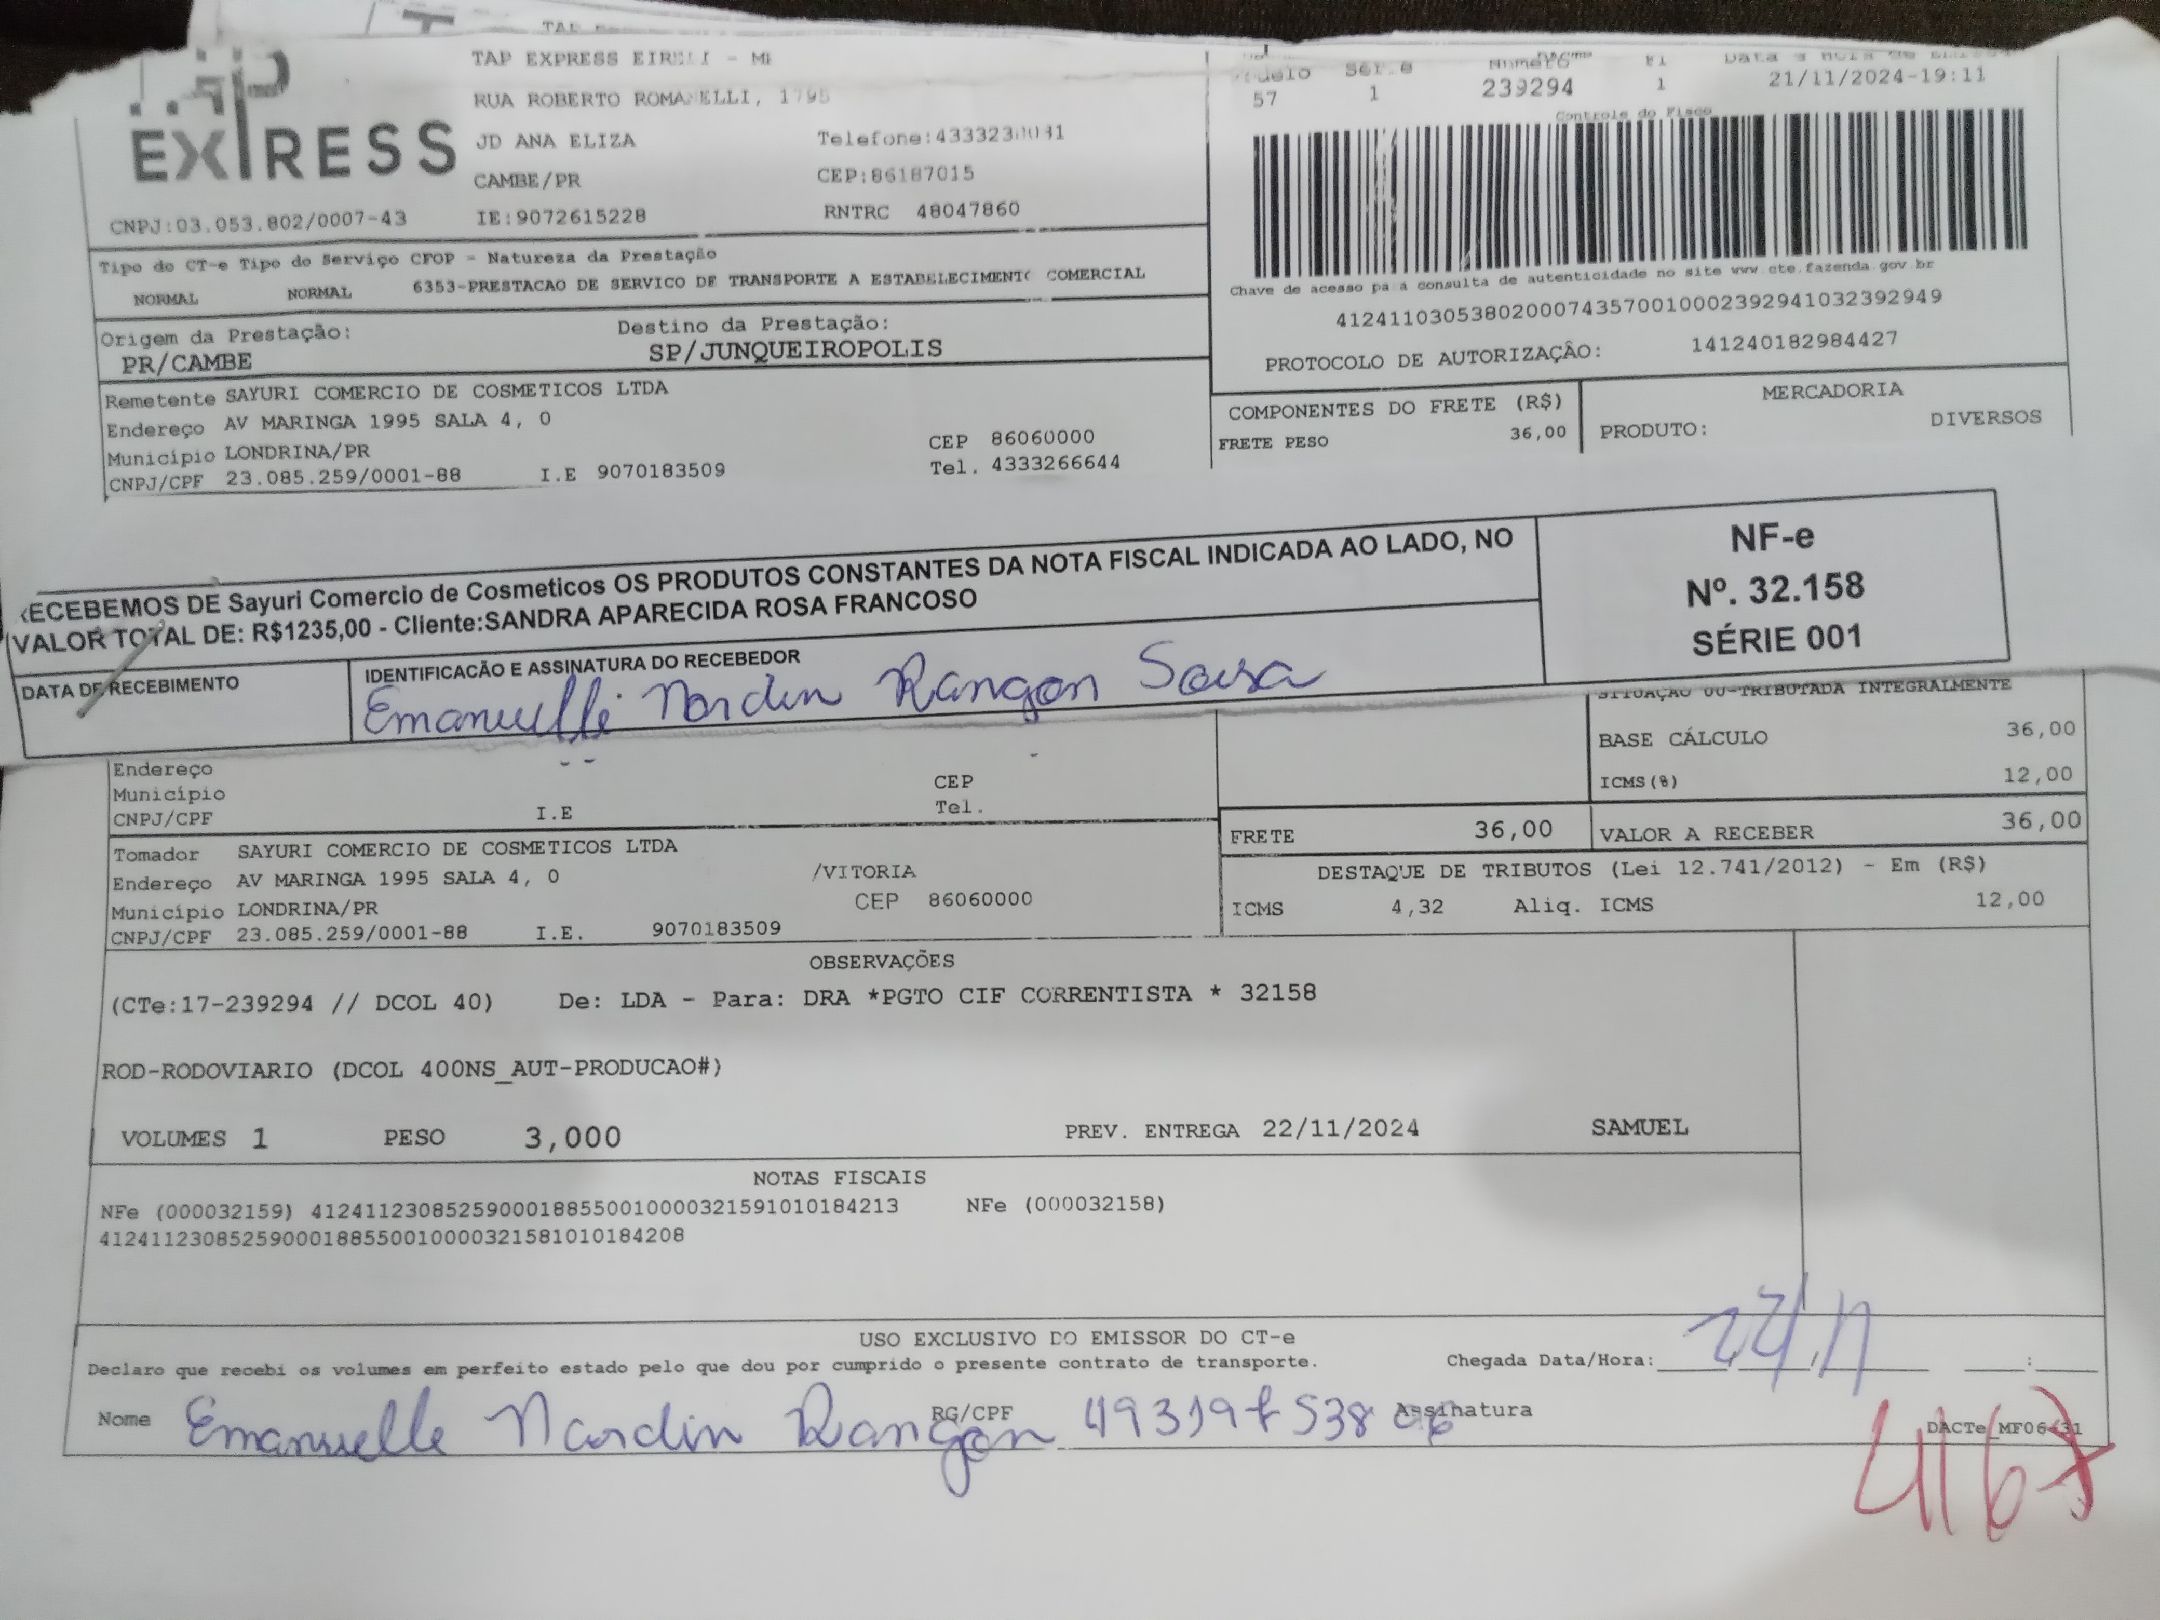 TAP EXPRESS EIRELI - ME
RUA ROBERTO ROMANELLI, 1795
JD ANA ELIZA Telefone:
CAMBE/PR CEP:86187015
CNPJ:03.053.802/0007-43 IE:9072615228 RNTRC 48047860
EXPRESS
Modelo Série Número Fl Data e Hora de
57 1 239294 1 21/11/2024-19:11
Controle do Fisco
Chave de acesso para consulta de autenticidade no site www.cte.fazenda.gov.br
41241103053802000743570010002392941032392949
PROTOCOLO DE AUTORIZAÇÃO: 141240182984427
Tipo do CT-e Tipo do Serviço CFOP - Natureza da Prestação
NORMAL NORMAL 6353-PRESTACAO DE SERVICO DE TRANSPORTE A ESTABELECIMENTO COMERCIAL
Origem da Prestação: Destino da Prestação:
PR/CAMBE SP/JUNQUEIROPOLIS
Remetente SAYURI COMERCIO DE COSMETICOS LTDA
Endereço AV MARINGA 1995 SALA 4, 0
Município LONDRINA/PR CEP 86060000
CNPJ/CPF 23.085.259/0001-88 I.E 9070183509 Tel. 4333266644
COMPONENTES DO FRETE (R$) MERCADORIA
FRETE PESO 36,00 PRODUTO: DIVERSOS
RECEBEMOS DE Sayuri Comercio de Cosmeticos OS PRODUTOS CONSTANTES DA NOTA FISCAL INDICADA AO LADO, NO
VALOR TOTAL DE: R$1235,00 - Cliente:SANDRA APARECIDA ROSA FRANCOSO
NF-e
Nº. 32.158
SÉRIE 001
DATA DE RECEBIMENTO IDENTIFICACÃO E ASSINATURA DO RECEBEDOR
Emanuelle Nardin Rangon Sousa
SITUAÇÃO 00-TRIBUTADA INTEGRALMENTE
BASE CÁLCULO 36,00
ICMS(%) 12,00
Endereço
Município CEP
CNPJ/CPF I.E Tel.
FRETE 36,00 VALOR A RECEBER 36,00
Tomador SAYURI COMERCIO DE COSMETICOS LTDA
Endereço AV MARINGA 1995 SALA 4, 0 /VITORIA
Município LONDRINA/PR CEP 86060000
CNPJ/CPF 23.085.259/0001-88 I.E. 9070183509
DESTAQUE DE TRIBUTOS (Lei 12.741/2012) - Em (R$)
ICMS 4,32 Aliq. ICMS 12,00
OBSERVAÇÕES
(CTe:17-239294 // DCOL 40) De: LDA - Para: DRA *PGTO CIF CORRENTISTA * 32158
ROD-RODOVIARIO (DCOL 400NS_AUT-PRODUCAO#)
VOLUMES 1 PESO 3,000 PREV. ENTREGA 22/11/2024 SAMUEL
NOTAS FISCAIS
NFe (000032159) 41241123085259000188550010000321591010184213 NFe (000032158)
41241123085259000188550010000321581010184208
USO EXCLUSIVO DO EMISSOR DO CT-e
Declaro que recebi os volumes em perfeito estado pelo que dou por cumprido o presente contrato de transporte. Chegada Data/Hora:
Nome Emanuelle Nardin Rangon RG/CPF Assinatura